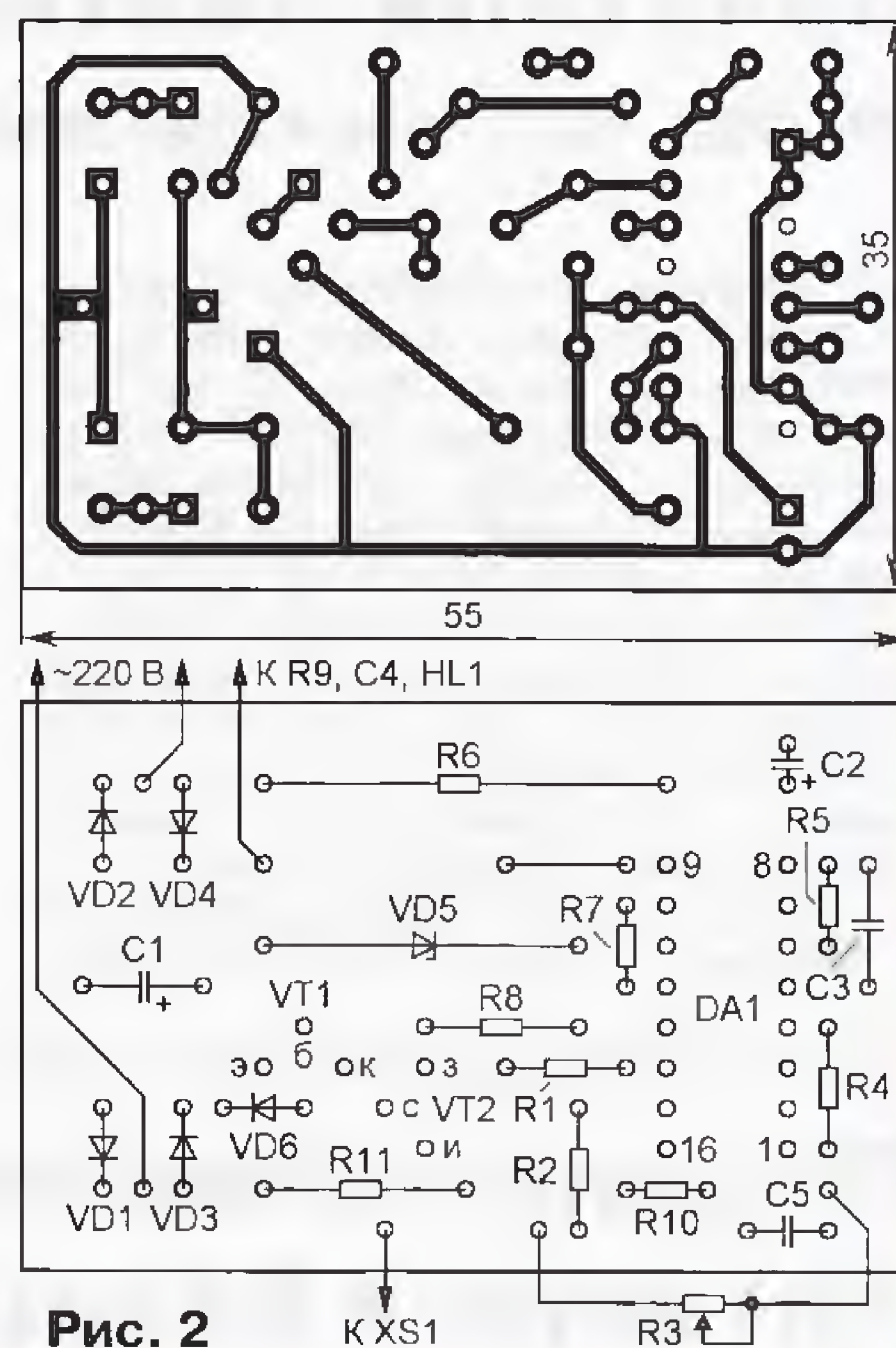 35
55
~220 В
К R9, C4, HL1
R6
C2
+
R5
VD2
VD4
9
8
VD5
R7
C1
+
VT1
R8
DA1
C3
б
э
к
з
R4
с
VT2
R1
VD6
и
16
1
R11
R2
VD1
VD3
R10
C5
Рис. 2
К XS1
R3